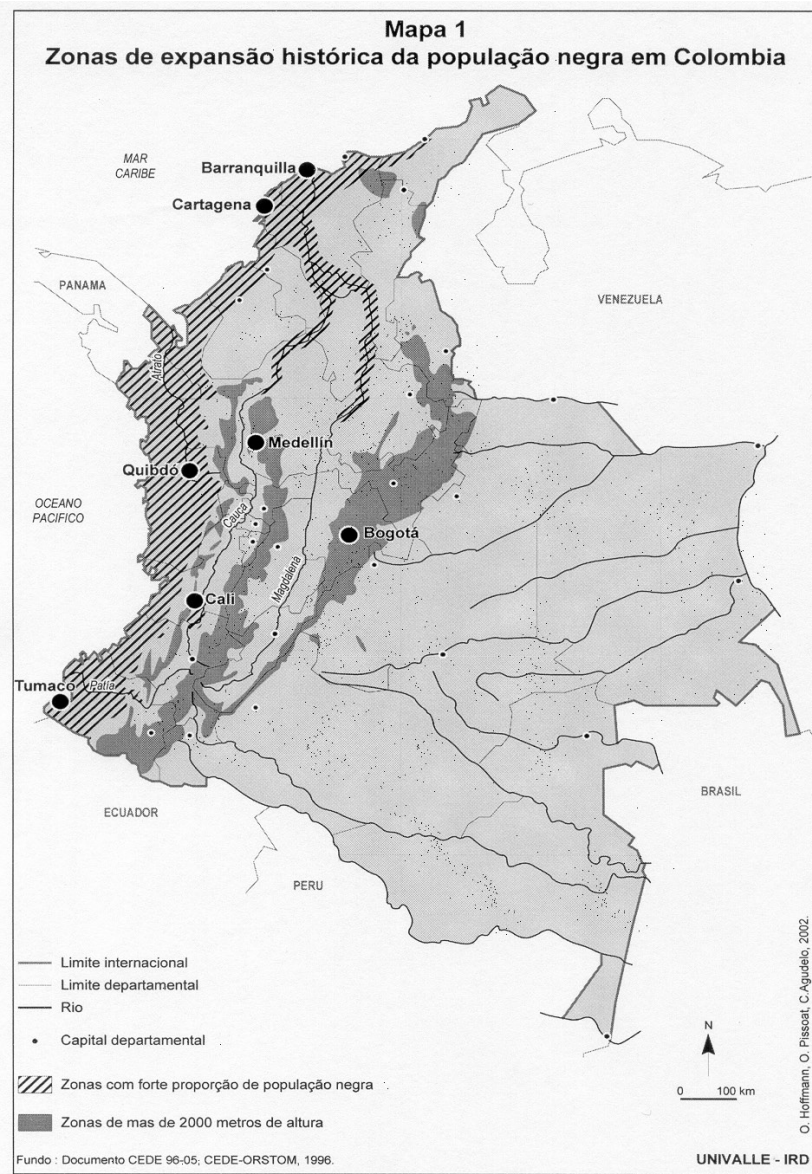 Mapa 1
Zonas de expansão histórica da população negra em Colombia
MAR
CARIBE
Barranquilla
Cartagena
PANAMA
VENEZUELA
Atrato
Medellín
Quibdó
OCEANO
PACIFICO
Cauca
Bogotá
Magdalena
Cali
Tumaco
Patía
BRASIL
ECUADOR
PERU
Limite internacional
Limite departamental
Rio
Capital departamental
Zonas com forte proporção de população negra
Zonas de mas de 2000 metros de altura
N
0 100 km
O. Hoffmann, O. Pissoat, C.Agudelo, 2002.
Fundo : Documento CEDE 96-05; CEDE-ORSTOM, 1996.
UNIVALLE - IRD